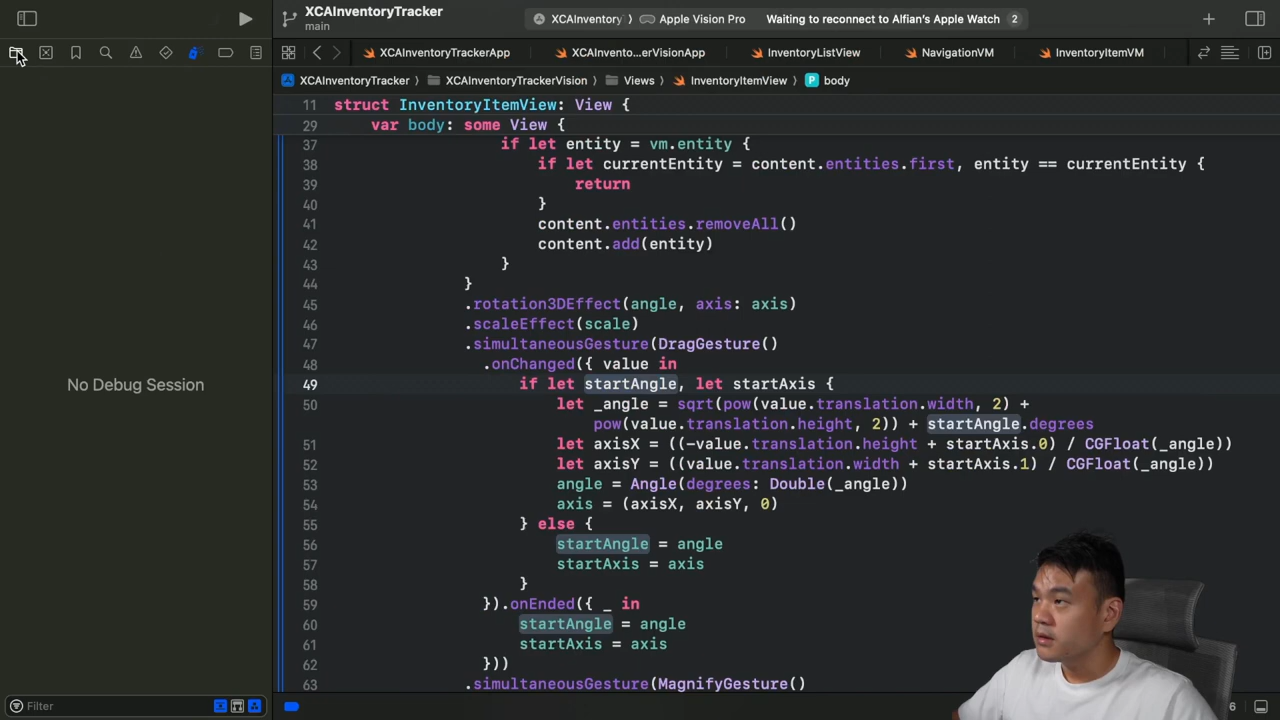 XCAInventoryTracker
main
XCAInventory
Apple Vision Pro
Waiting to reconnect to Alfian's Apple Watch
2
XCAInventoryTrackerApp
XCAInvento...erVisionApp
InventoryListView
NavigationVM
InventoryItemVM
XCAInventoryTracker
XCAInventoryTrackerVision
Views
InventoryItemView
P
body
11 struct InventoryItemView: View {
29 var body: some View {
37 if let entity = vm.entity {
38 if let currentEntity = content.entities.first, entity == currentEntity {
39 return
40 }
41 content.entities.removeAll()
42 content.add(entity)
43 }
44 }
45 .rotation3DEffect(angle, axis: axis)
46 .scaleEffect(scale)
47 .simultaneousGesture(DragGesture()
48 .onChanged({ value in
49 if let startAngle, let startAxis {
50 let _angle = sqrt(pow(value.translation.width, 2) +
pow(value.translation.height, 2)) + startAngle.degrees
51 let axisX = ((-value.translation.height + startAxis.0) / CGFloat(_angle))
52 let axisY = ((value.translation.width + startAxis.1) / CGFloat(_angle))
53 angle = Angle(degrees: Double(_angle))
54 axis = (axisX, axisY, 0)
55 } else {
56 startAngle = angle
57 startAxis = axis
58 }
59 }).onEnded({ _ in
60 startAngle = angle
61 startAxis = axis
62 }))
63 .simultaneousGesture(MagnifyGesture()
No Debug Session
Filter